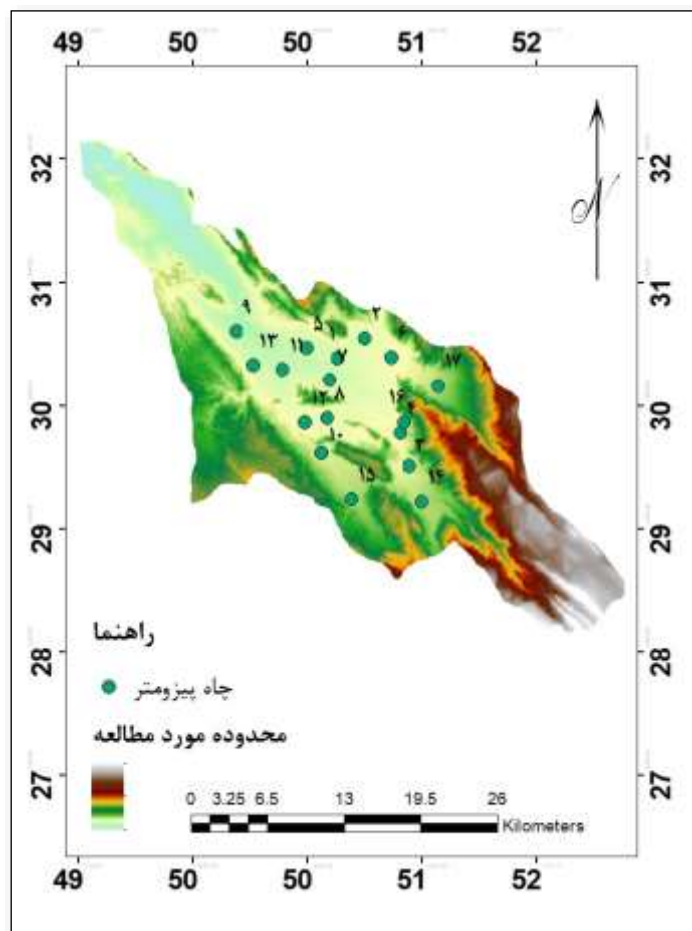 49 50 50 51 52
N
32 32
31 31
۹ ۵ ۲
۱۳ ۱۱ ۱ ۶
۷ ۱۷
30 30
۱۲ ۸ ۱۶
۱۰ ۴
۳
۱۵ ۱۴
29 29
راهنما
28 28
چاه پیزومتر
محدوده مورد مطالعه
27 27
0 3.25 6.5 13 19.5 26
Kilometers
49 50 50 51 52